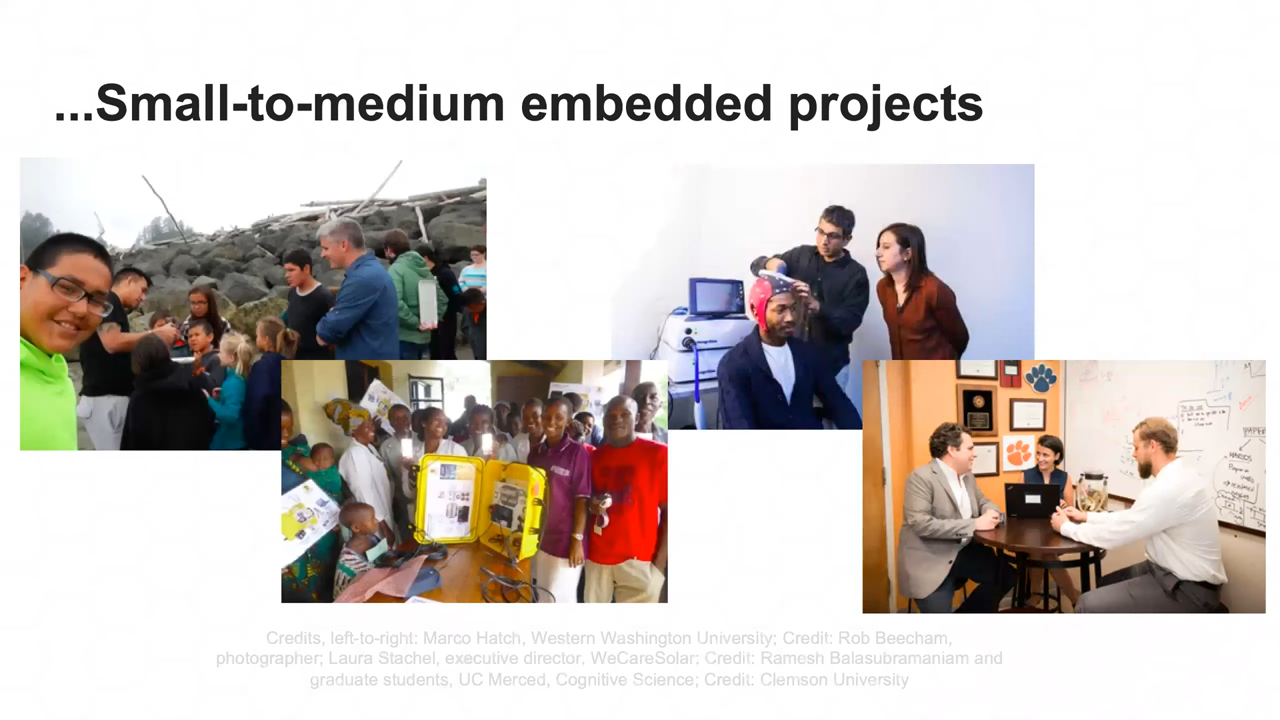 ...Small-to-medium embedded projects
Credits, left-to-right: Marco Hatch, Western Washington University; Credit: Rob Beecham,
photographer; Laura Stachel, executive director, WeCareSolar; Credit: Ramesh Balasubramaniam and
graduate students, UC Merced, Cognitive Science; Credit: Clemson University